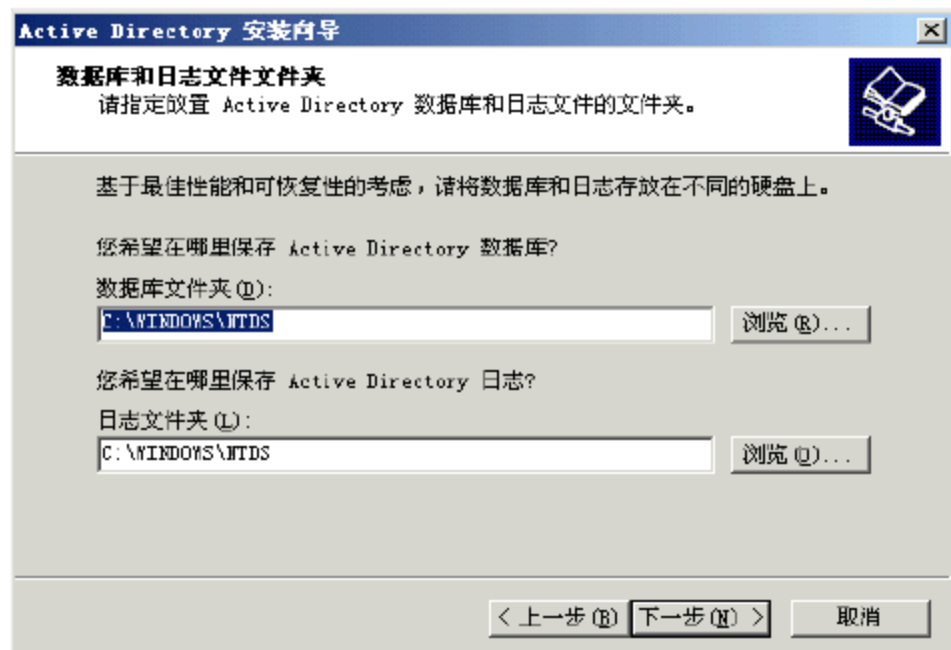 Active Directory 安装向导
数据库和日志文件文件夹
请指定放置 Active Directory 数据库和日志文件的文件夹。
基于最佳性能和可恢复性的考虑，请将数据库和日志存放在不同的硬盘上。
您希望在哪里保存 Active Directory 数据库?
数据库文件夹(D):
C:\WINDOWS\NTDS
浏览(R)...
您希望在哪里保存 Active Directory 日志?
日志文件夹(L):
C:\WINDOWS\NTDS
浏览(U)...
< 上一步(B) 下一步(N) > 取消